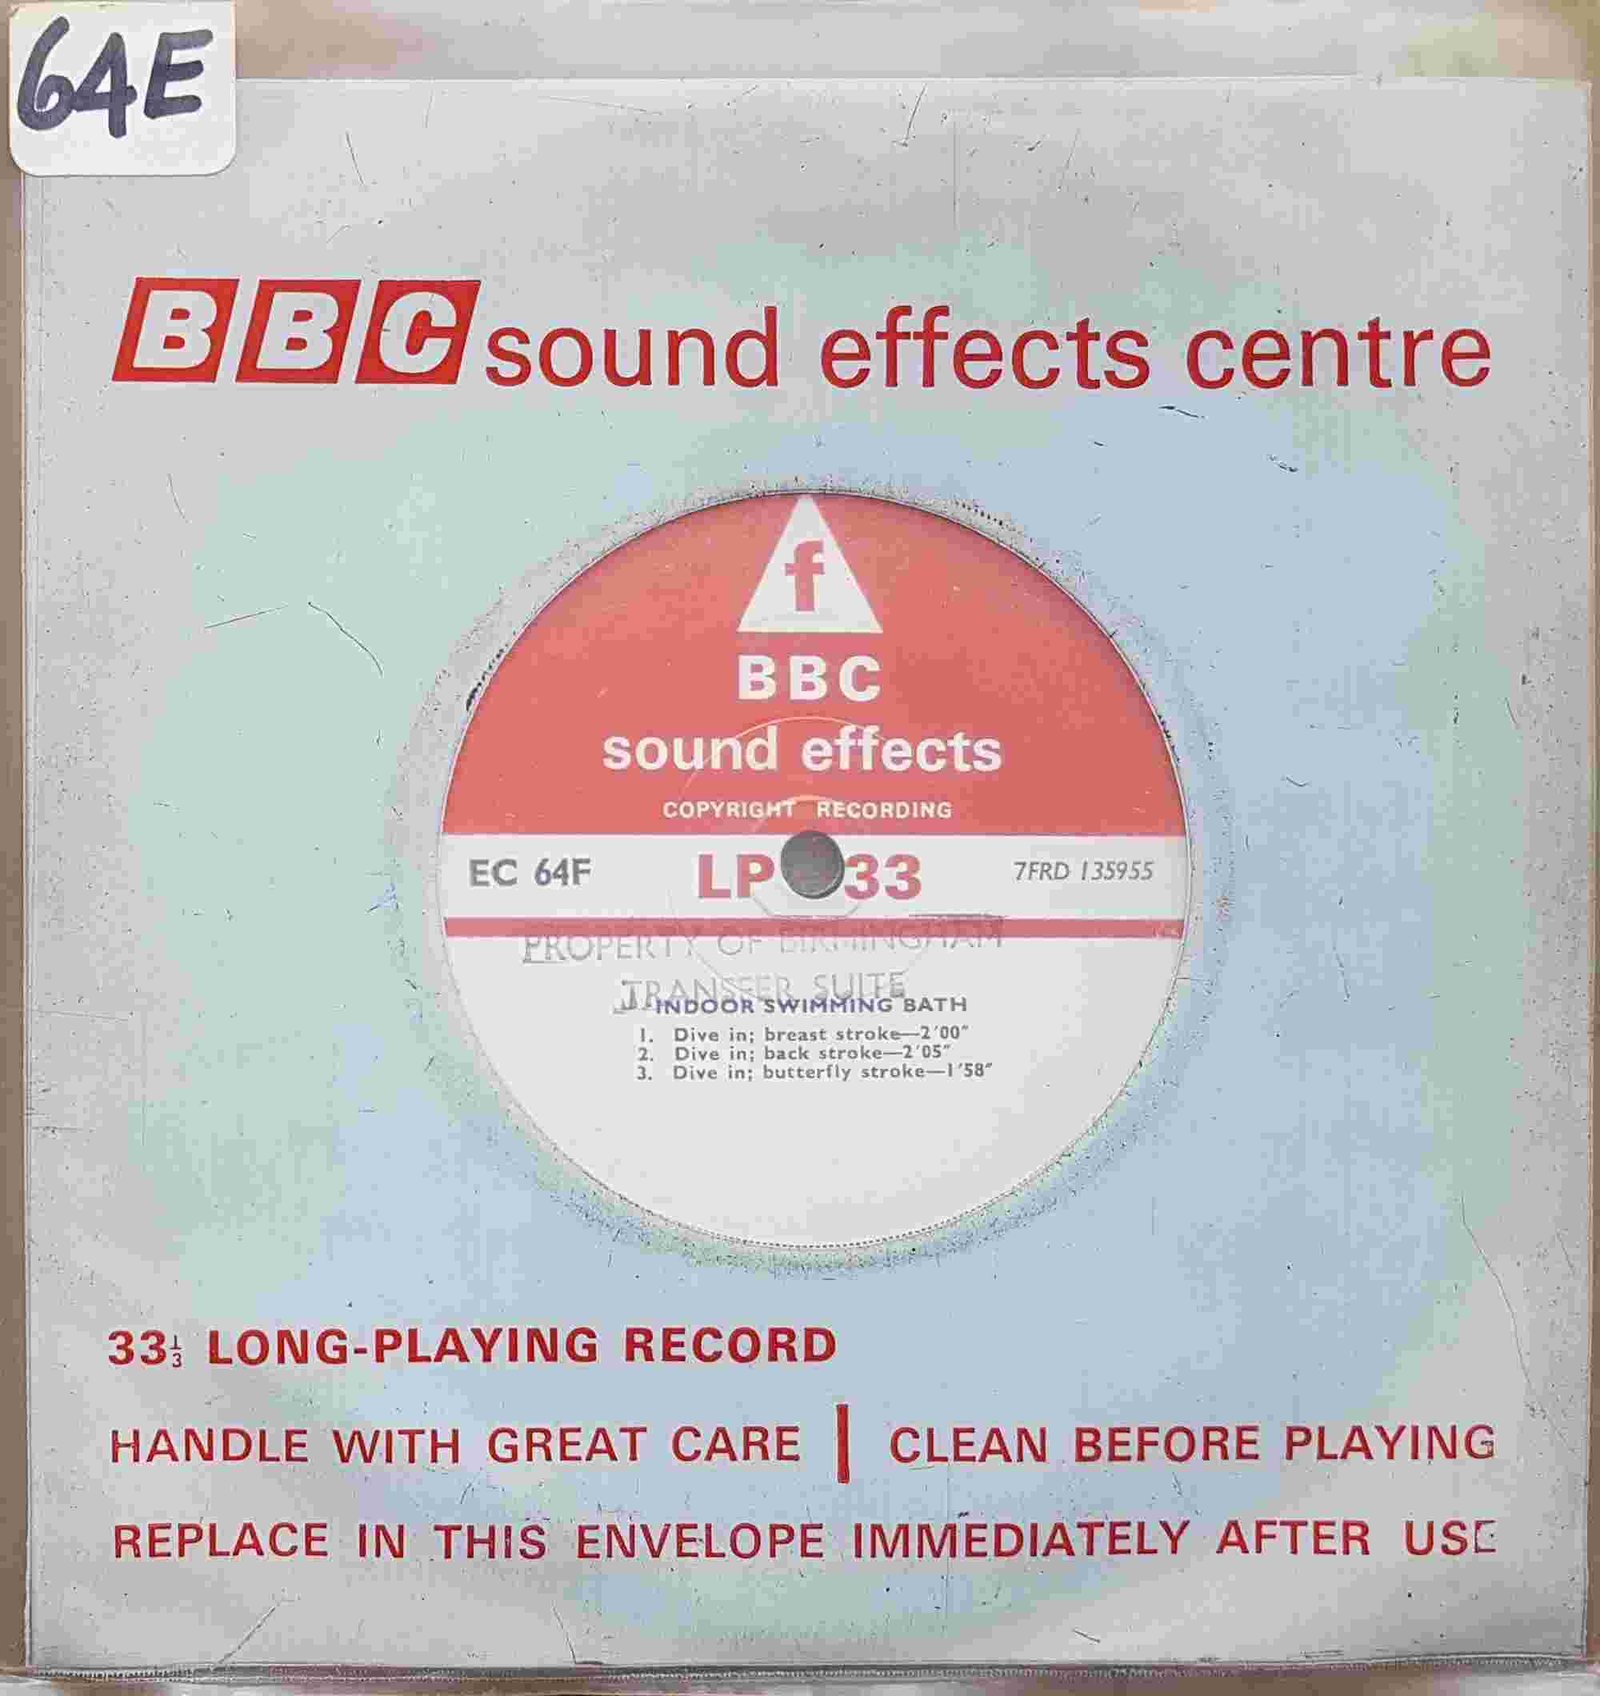 64E
BBC sound effects centre
f
BBC
sound effects
COPYRIGHT RECORDING
EC 64F LP 33 7FRD 135955
PROPERTY OF BIRMINGHAM
TRANSFER SUITE
INDOOR SWIMMING BATH
1. Dive in; breast stroke—2'00"
2. Dive in; back stroke—2'05"
3. Dive in; butterfly stroke—1'58"
33⅓ LONG-PLAYING RECORD
HANDLE WITH GREAT CARE | CLEAN BEFORE PLAYING
REPLACE IN THIS ENVELOPE IMMEDIATELY AFTER USE